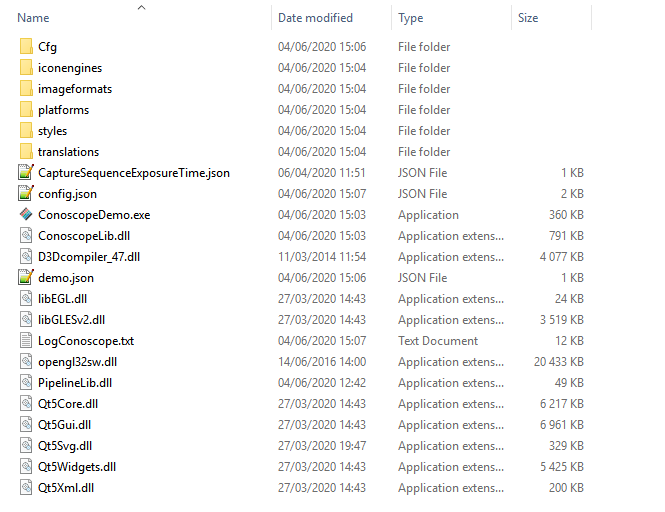 Name Date modified Type Size
Cfg 04/06/2020 15:06 File folder
iconengines 04/06/2020 15:04 File folder
imageformats 04/06/2020 15:04 File folder
platforms 04/06/2020 15:04 File folder
styles 04/06/2020 15:04 File folder
translations 04/06/2020 15:04 File folder
CaptureSequenceExposureTime.json 06/04/2020 11:51 JSON File 1 KB
config.json 04/06/2020 15:07 JSON File 2 KB
ConoscopeDemo.exe 04/06/2020 15:03 Application 360 KB
ConoscopeLib.dll 04/06/2020 15:03 Application extens... 791 KB
D3Dcompiler_47.dll 11/03/2014 11:54 Application extens... 4 077 KB
demo.json 04/06/2020 15:06 JSON File 1 KB
libEGL.dll 27/03/2020 14:43 Application extens... 24 KB
libGLESv2.dll 27/03/2020 14:43 Application extens... 3 519 KB
LogConoscope.txt 04/06/2020 15:07 Text Document 12 KB
opengl32sw.dll 14/06/2016 14:00 Application extens... 20 433 KB
PipelineLib.dll 04/06/2020 12:42 Application extens... 49 KB
Qt5Core.dll 27/03/2020 14:43 Application extens... 6 217 KB
Qt5Gui.dll 27/03/2020 14:43 Application extens... 6 961 KB
Qt5Svg.dll 27/03/2020 19:47 Application extens... 329 KB
Qt5Widgets.dll 27/03/2020 14:43 Application extens... 5 425 KB
Qt5Xml.dll 27/03/2020 14:43 Application extens... 200 KB